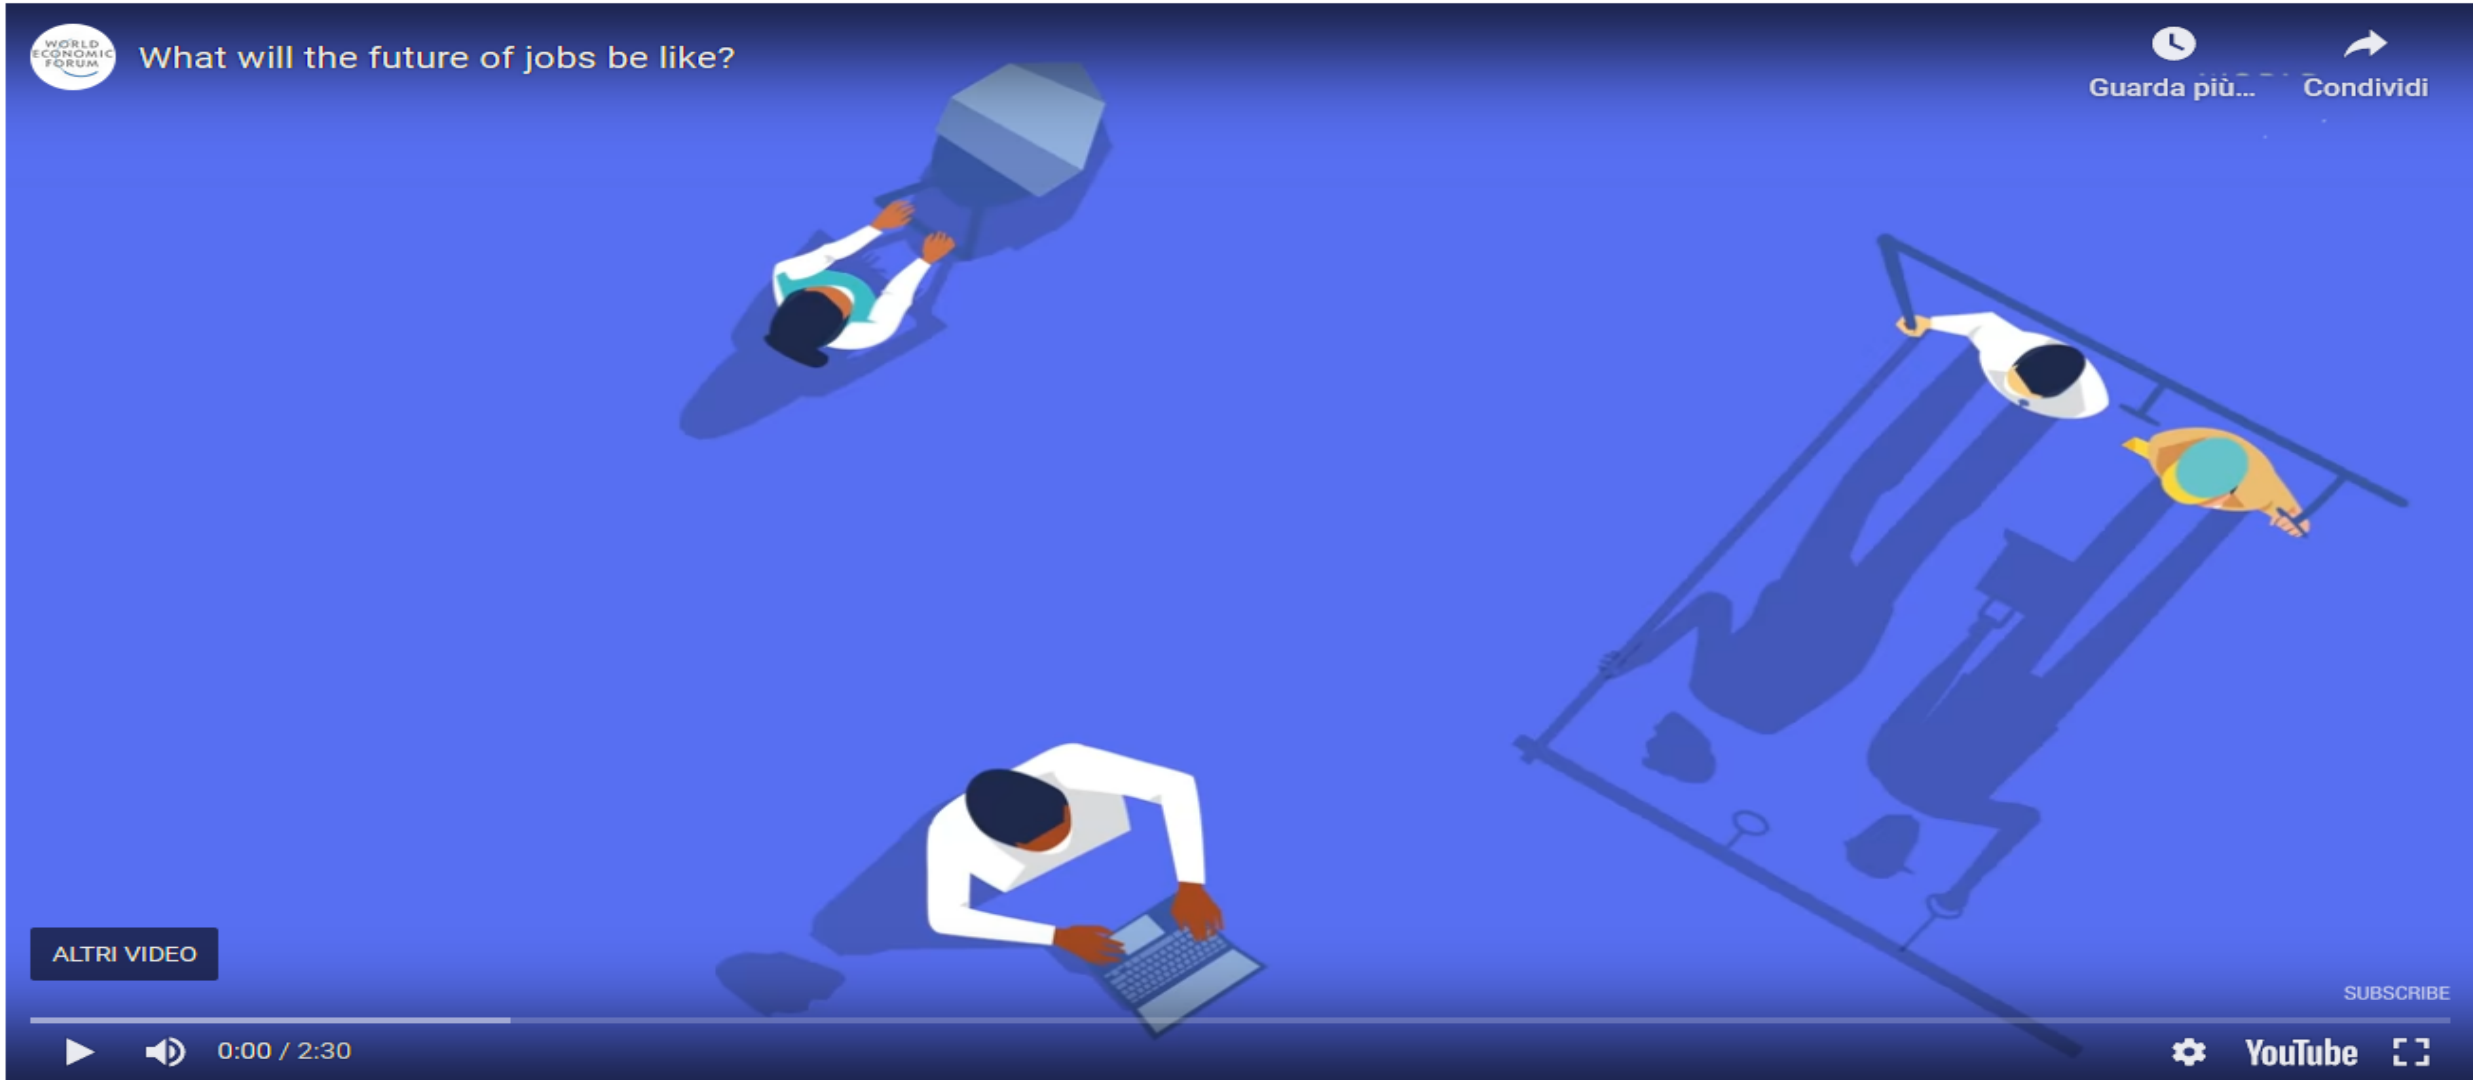 WORLD
ECONOMIC
FORUM
What will the future of jobs be like?
Guarda più...
Condividi
ALTRI VIDEO
SUBSCRIBE
0:00 / 2:30
YouTube